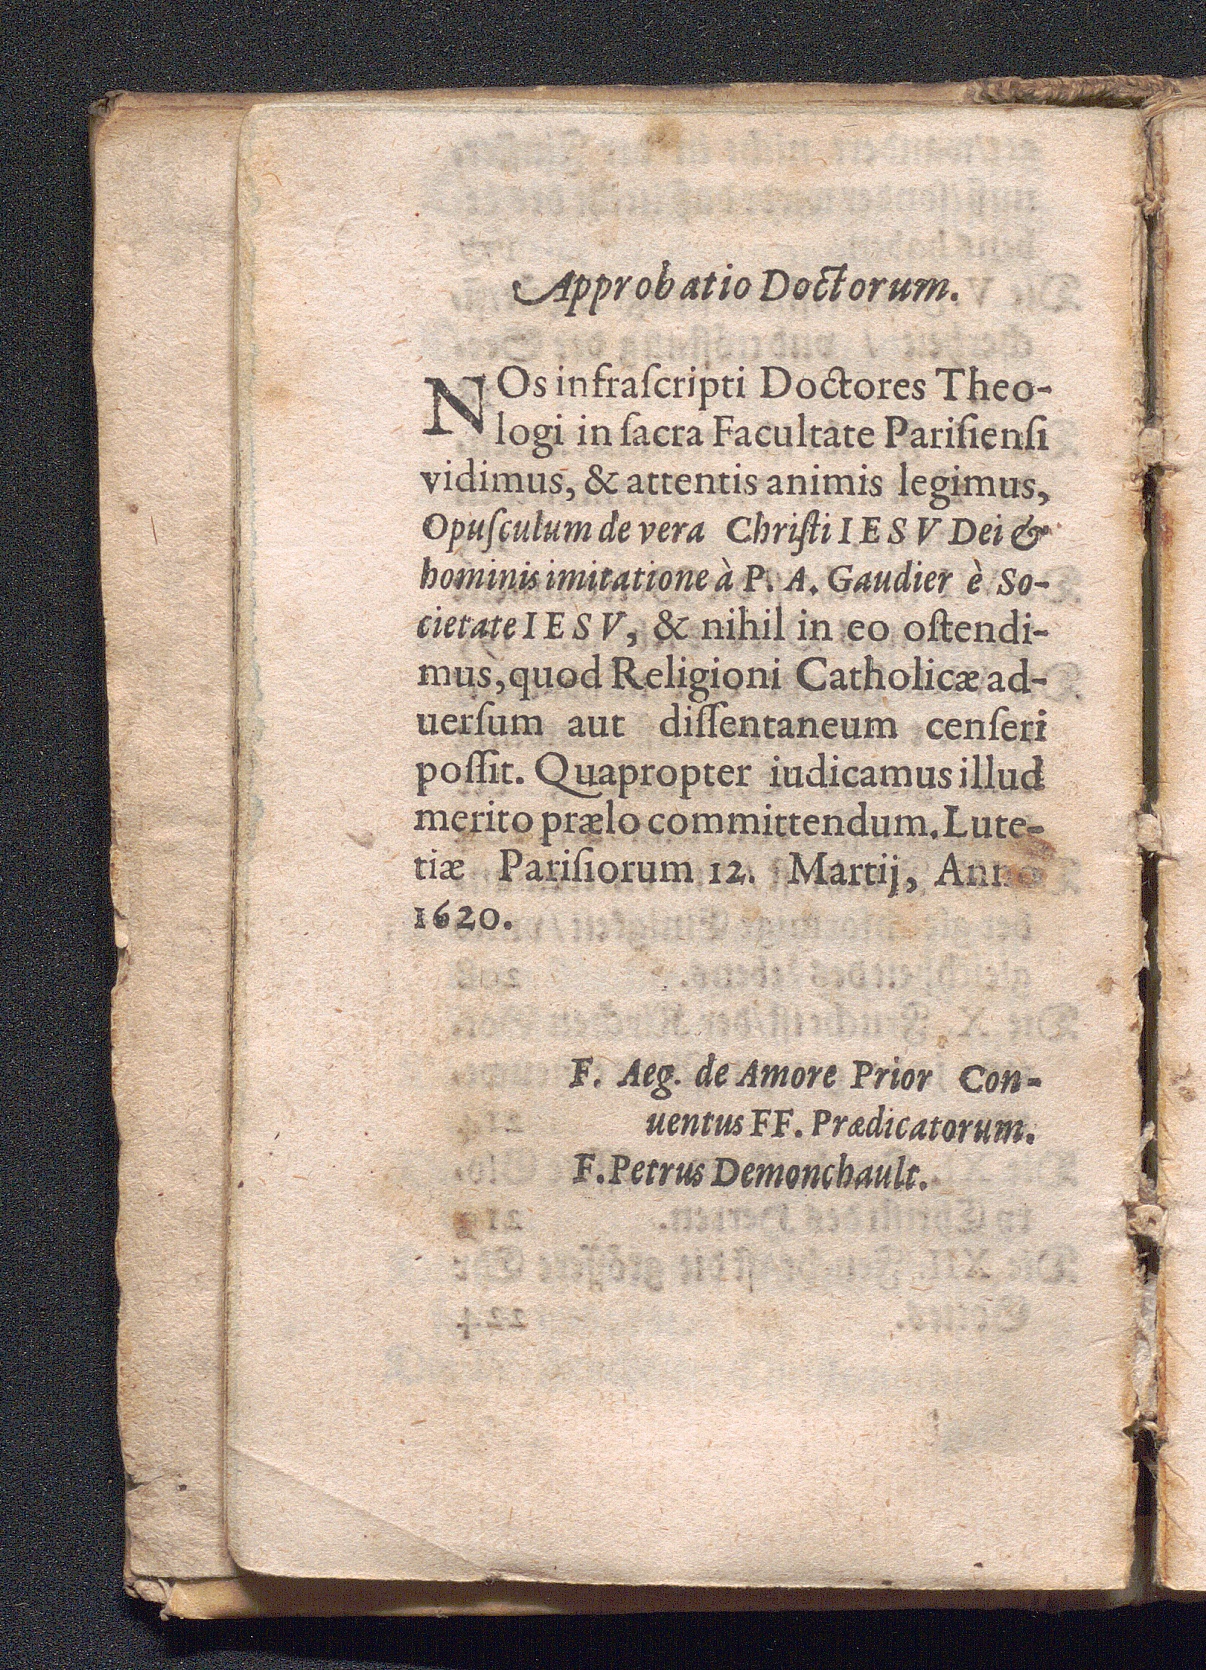 Approbatio Doctorum.
NOs infraſcripti Doctores Theo-
logi in ſacra Facultate Pariſienſi
vidimus, & attentis animis legimus,
Opuſculum de vera Chriſti IESV Dei &
hominis imitatione à P. A. Gaudier è So-
cietate IESV, & nihil in eo oſtendi-
mus, quod Religioni Catholicæ ad-
uerſum aut diſſentaneum cenſeri
poſſit. Quapropter iudicamus illud
merito prælo committendum. Lute-
tiæ Pariſiorum 12. Martij, Anno
1620.
F. Aeg. de Amore Prior Con-
uentus FF. Prædicatorum.
F. Petrus Demonchault.